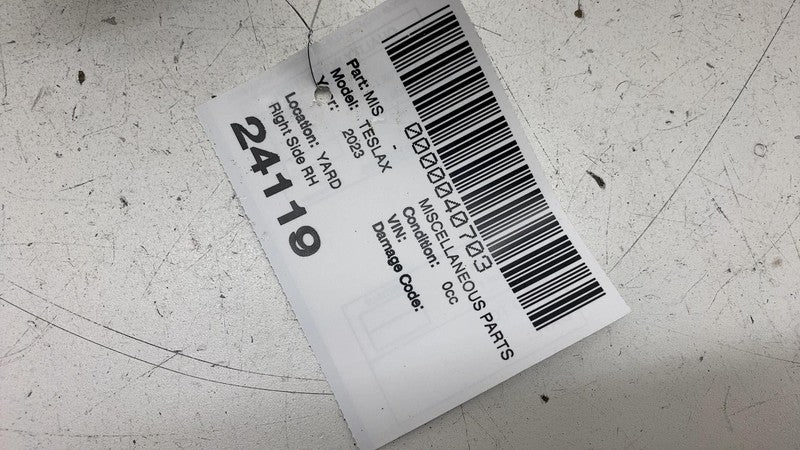 0000040703
Part: MIS - MISCELLANEOUS PARTS
Model: TESLAX Condition: 0cc
Year: 2023 VIN:
Damage Code:
Location: YARD
Right Side RH
24119